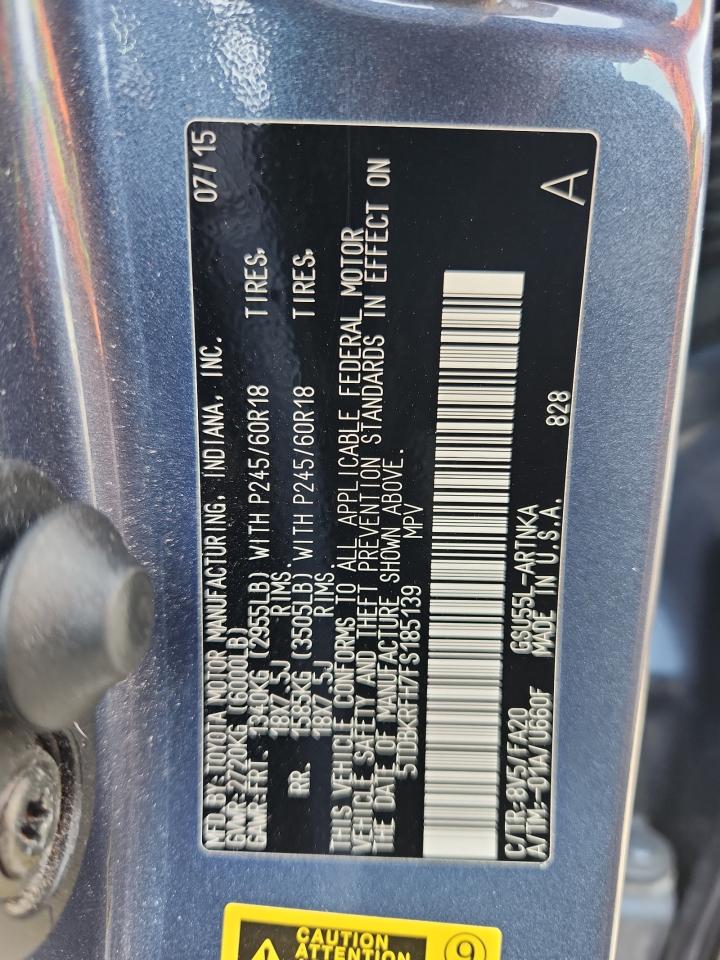 MFD.BY:TOYOTA MOTOR MANUFACTURING, INDIANA, INC. 07/15
GVWR:2720KG(6000LB)
GAWR:FRT. 1340KG (2955LB) WITH P245/60R18 TIRES,
18X7.5J RIMS.
RR. 1585KG (3505LB) WITH P245/60R18 TIRES,
18X7.5J RIMS.
THIS VEHICLE CONFORMS TO ALL APPLICABLE FEDERAL MOTOR
VEHICLE SAFETY AND THEFT PREVENTION STANDARDS IN EFFECT ON
THE DATE OF MANUFACTURE SHOWN ABOVE.
5TDBKRFH7FS185139 MPV
C/TR:8V5/FA20 GSU55L-ARTNKA 828 A
A/TM:-01A/U660F MADE IN U.S.A.
CAUTION
ATTENTION
9